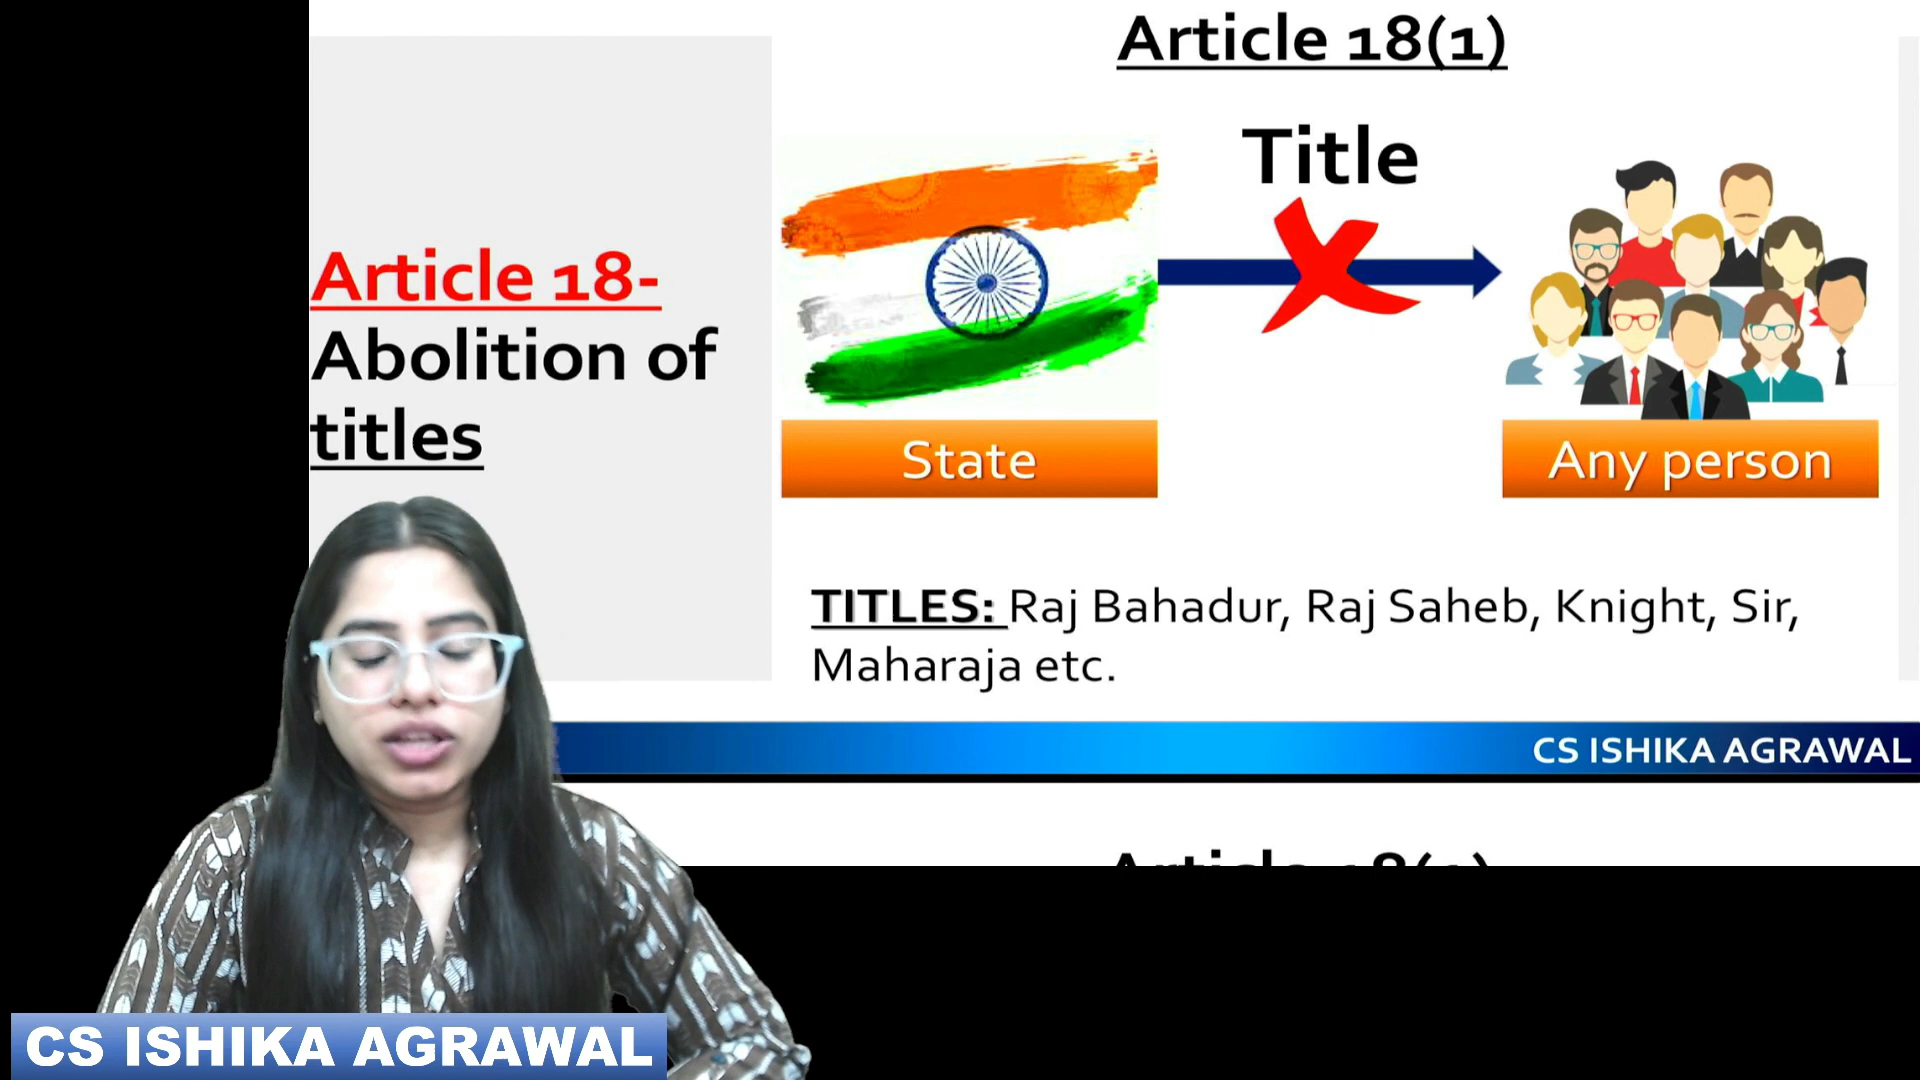 Article 18(1)
Title
Article 18-
Abolition of
titles
State
Any person
TITLES: Raj Bahadur, Raj Saheb, Knight, Sir,
Maharaja etc.
CS ISHIKA AGRAWAL
CS ISHIKA AGRAWAL